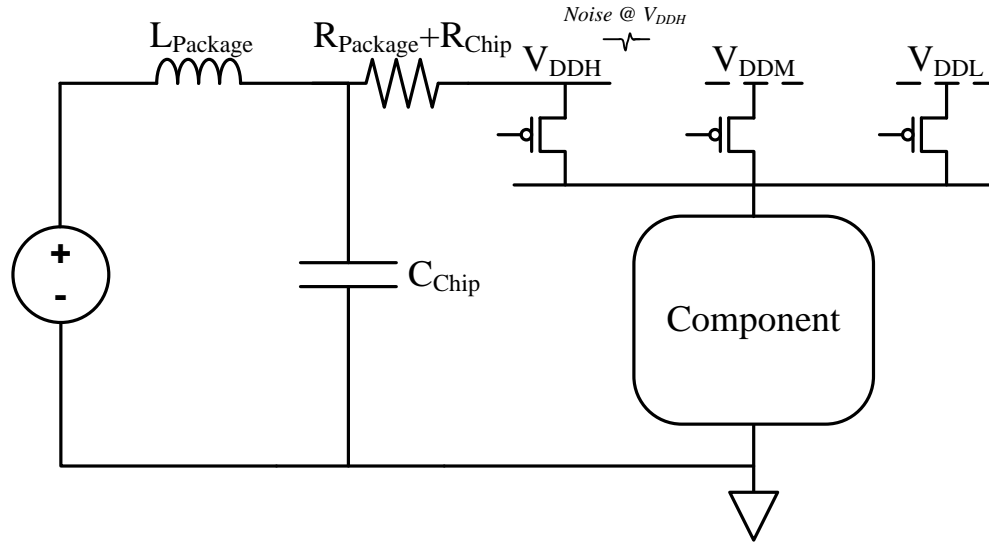 Noise @ VDDH
LPackage
RPackage+RChip
VDDH
VDDM
VDDL
+
-
CChip
Component